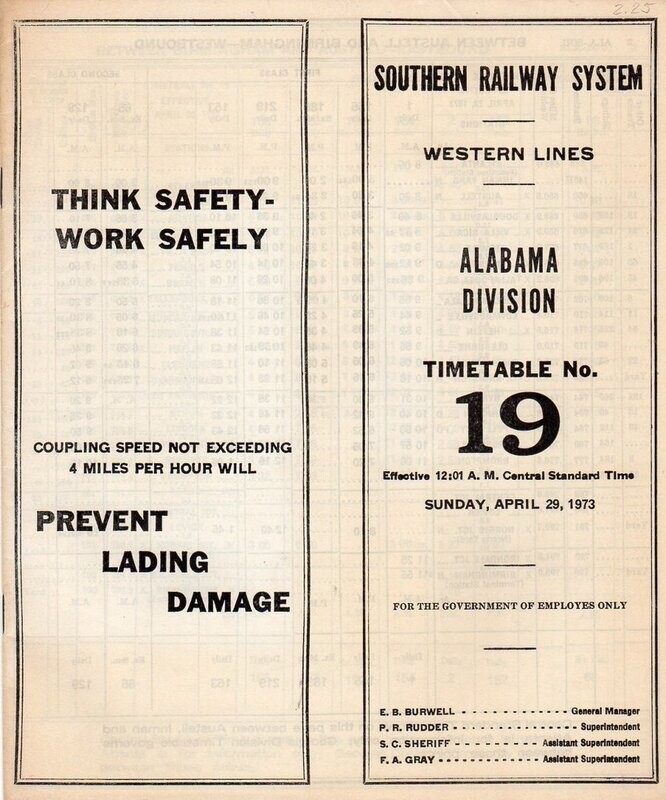 2.25
THINK SAFETY-
WORK SAFELY
COUPLING SPEED NOT EXCEEDING
4 MILES PER HOUR WILL
PREVENT
LADING
DAMAGE
SOUTHERN RAILWAY SYSTEM
WESTERN LINES
ALABAMA
DIVISION
TIMETABLE No.
19
Effective 12:01 A. M. Central Standard Time
SUNDAY, APRIL 29, 1973
FOR THE GOVERNMENT OF EMPLOYES ONLY
E. B. BURWELL - - - - - - - - - - - - - - General Manager
P. R. RUDDER - - - - - - - - - - - - - - - - Superintendent
S. C. SHERIFF - - - - - - - - - - - Assistant Superintendent
F. A. GRAY - - - - - - - - - - - - - Assistant Superintendent